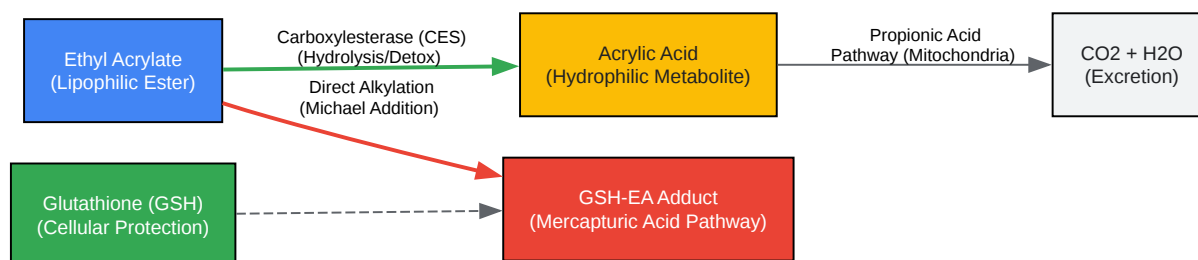 Ethyl Acrylate
(Lipophilic Ester)
Carboxylesterase (CES)
(Hydrolysis/Detox)
Direct Alkylation
(Michael Addition)
Acrylic Acid
(Hydrophilic Metabolite)
Propionic Acid
Pathway (Mitochondria)
CO2 + H2O
(Excretion)
Glutathione (GSH)
(Cellular Protection)
GSH-EA Adduct
(Mercapturic Acid Pathway)